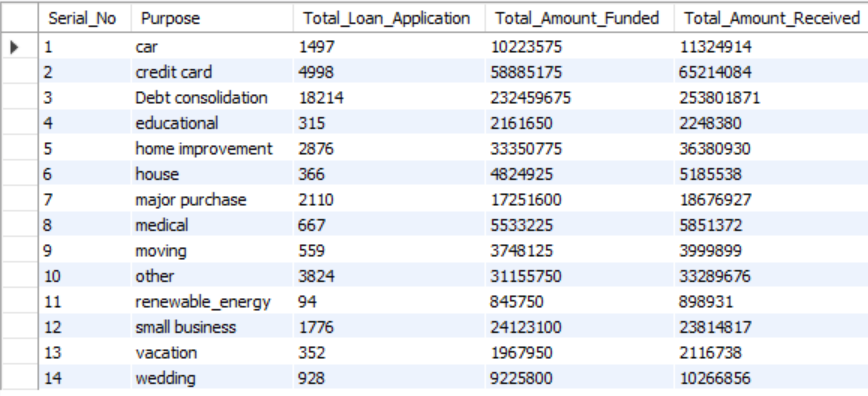 Serial_No Purpose Total_Loan_Application Total_Amount_Funded Total_Amount_Received
1 car 1497 10223575 11324914
2 credit card 4998 58885175 65214084
3 Debt consolidation 18214 232459675 253801871
4 educational 315 2161650 2248380
5 home improvement 2876 33350775 36380930
6 house 366 4824925 5185538
7 major purchase 2110 17251600 18676927
8 medical 667 5533225 5851372
9 moving 559 3748125 3999899
10 other 3824 31155750 33289676
11 renewable_energy 94 845750 898931
12 small business 1776 24123100 23814817
13 vacation 352 1967950 2116738
14 wedding 928 9225800 10266856